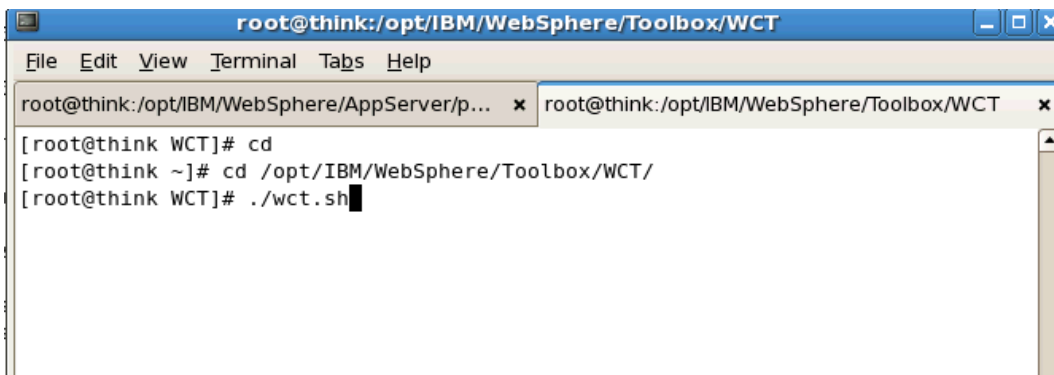 root@think:/opt/IBM/WebSphere/Toolbox/WCT
File Edit View Terminal Tabs Help
root@think:/opt/IBM/WebSphere/AppServer/p... root@think:/opt/IBM/WebSphere/Toolbox/WCT
[root@think WCT]# cd
[root@think ~]# cd /opt/IBM/WebSphere/Toolbox/WCT/
[root@think WCT]# ./wct.sh